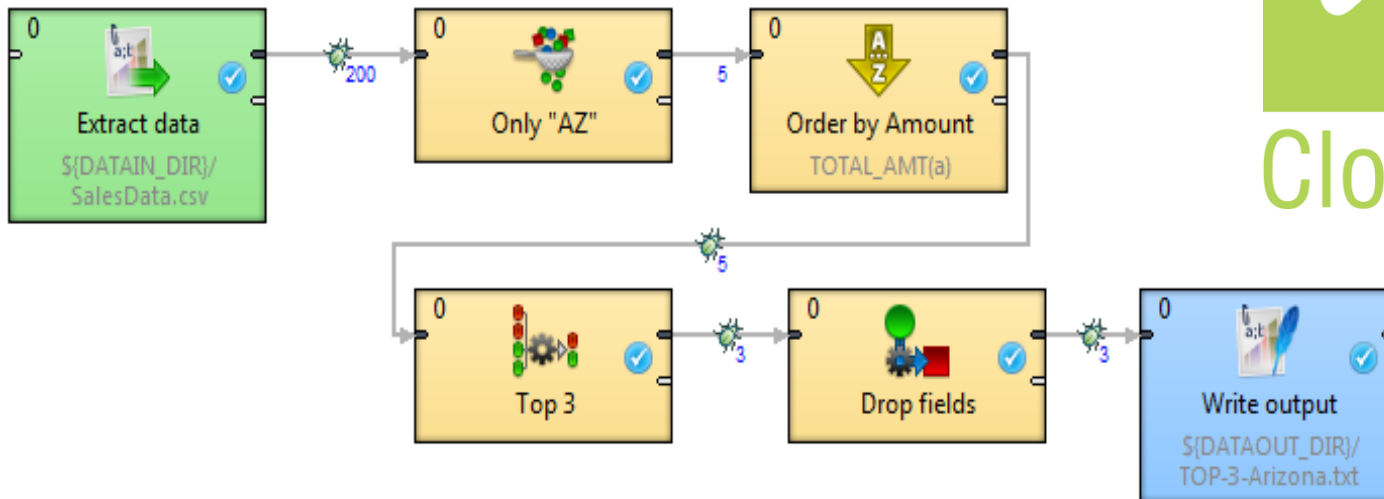 0
a;b
Extract data
${DATAIN_DIR}/
SalesData.csv
200
0
Only "AZ"
5
0
A
Z
Order by Amount
TOTAL_AMT(a)
Clo
5
0
Top 3
3
0
Drop fields
3
0
a;b
Write output
${DATAOUT_DIR}/
TOP-3-Arizona.txt